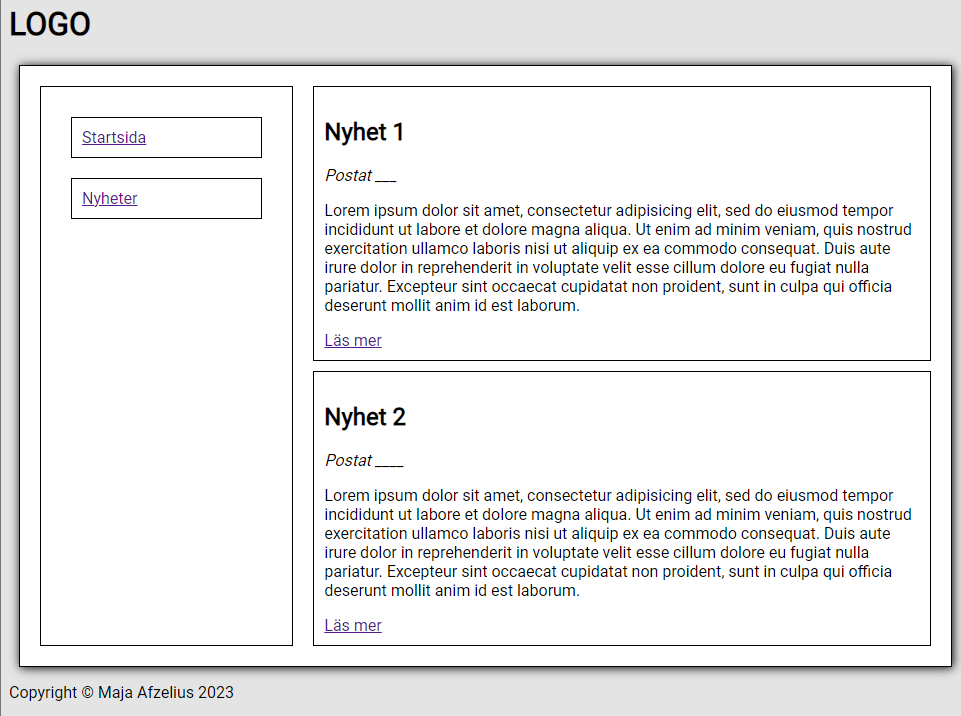 LOGO
Startsida
Nyheter
Nyhet 1
Postat ___
Lorem ipsum dolor sit amet, consectetur adipisicing elit, sed do eiusmod tempor
incididunt ut labore et dolore magna aliqua. Ut enim ad minim veniam, quis nostrud
exercitation ullamco laboris nisi ut aliquip ex ea commodo consequat. Duis aute
irure dolor in reprehenderit in voluptate velit esse cillum dolore eu fugiat nulla
pariatur. Excepteur sint occaecat cupidatat non proident, sunt in culpa qui officia
deserunt mollit anim id est laborum.
Läs mer
Nyhet 2
Postat ____
Lorem ipsum dolor sit amet, consectetur adipisicing elit, sed do eiusmod tempor
incididunt ut labore et dolore magna aliqua. Ut enim ad minim veniam, quis nostrud
exercitation ullamco laboris nisi ut aliquip ex ea commodo consequat. Duis aute
irure dolor in reprehenderit in voluptate velit esse cillum dolore eu fugiat nulla
pariatur. Excepteur sint occaecat cupidatat non proident, sunt in culpa qui officia
deserunt mollit anim id est laborum.
Läs mer
Copyright © Maja Afzelius 2023